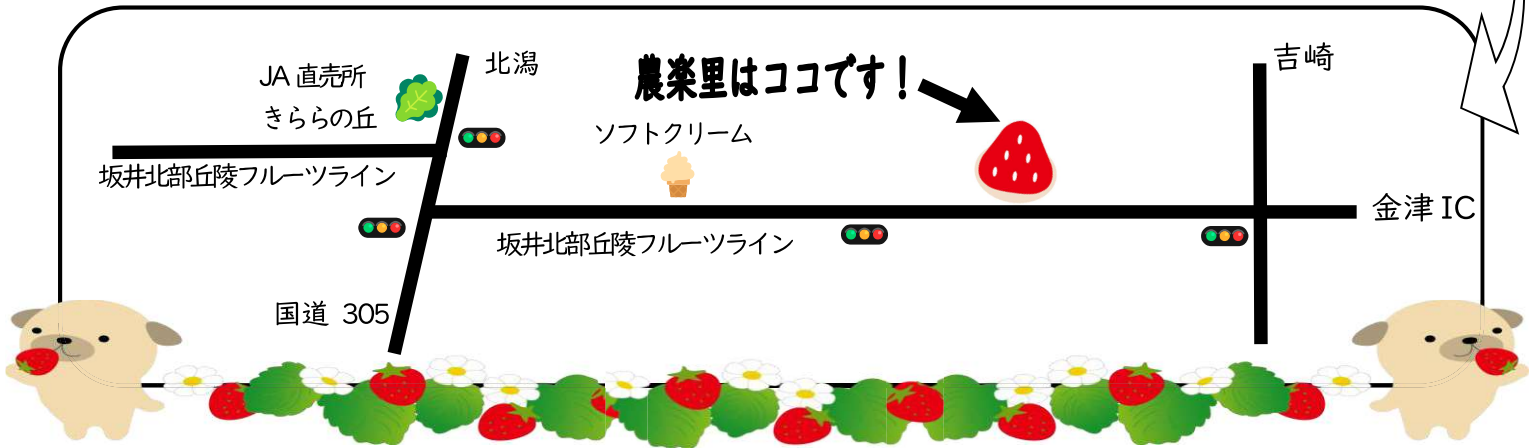 JA 直売所
きららの丘
北潟
農楽里はココです！
吉崎
ソフトクリーム
坂井北部丘陵フルーツライン
金津 IC
坂井北部丘陵フルーツライン
国道 305